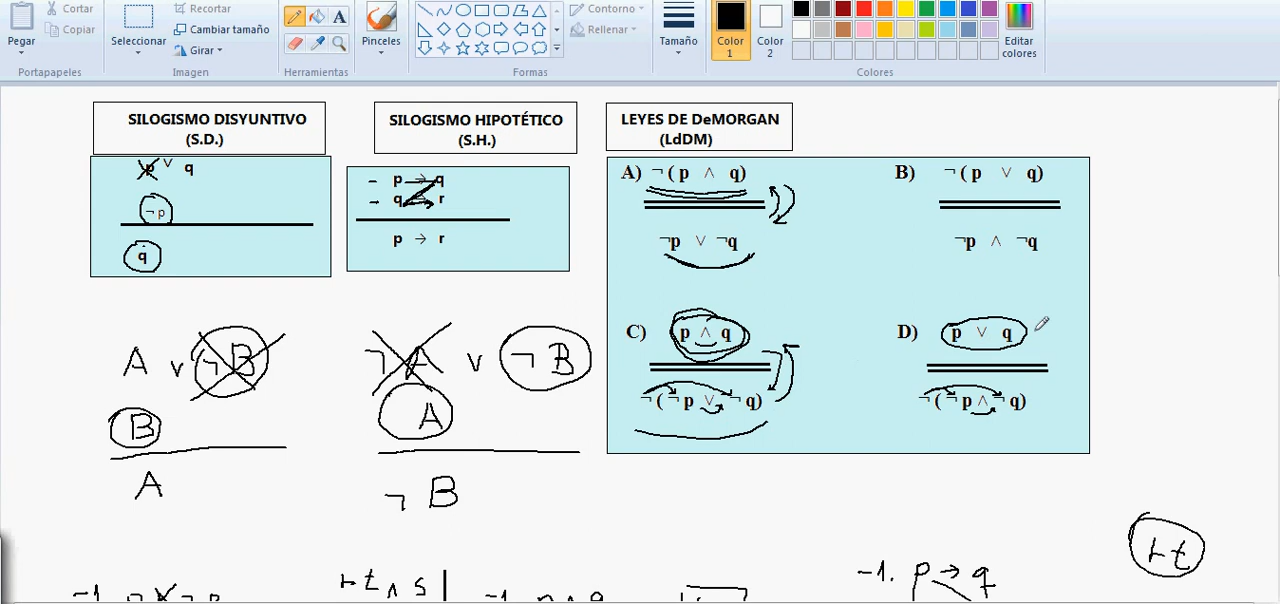 Pegar
Cortar
Copiar
Portapapeles
Seleccionar
Recortar
Cambiar tamaño
Girar
Imagen
A
Herramientas
Pinceles
Contorno
Rellenar
Formas
Tamaño
Color
1
Color
2
Editar
colores
Colores
SILOGISMO DISYUNTIVO
(S.D.)
p ∨ q
¬p
q
SILOGISMO HIPOTÉTICO
(S.H.)
- p → q
- q → r
p → r
LEYES DE DeMORGAN
(LdDM)
A) ¬ ( p ∧ q)
¬p ∨ ¬q
B) ¬ ( p ∨ q)
¬p ∧ ¬q
C) p ∧ q
¬ ( ¬ p ∨ ¬ q)
D) p ∨ q
¬ ( ¬ p ∧ ¬ q)
A ∨ ¬ B
B
A
¬ A ∨ ¬ B
A
¬ B
⊢ t
⊢ t ∧ s
-1. p → q